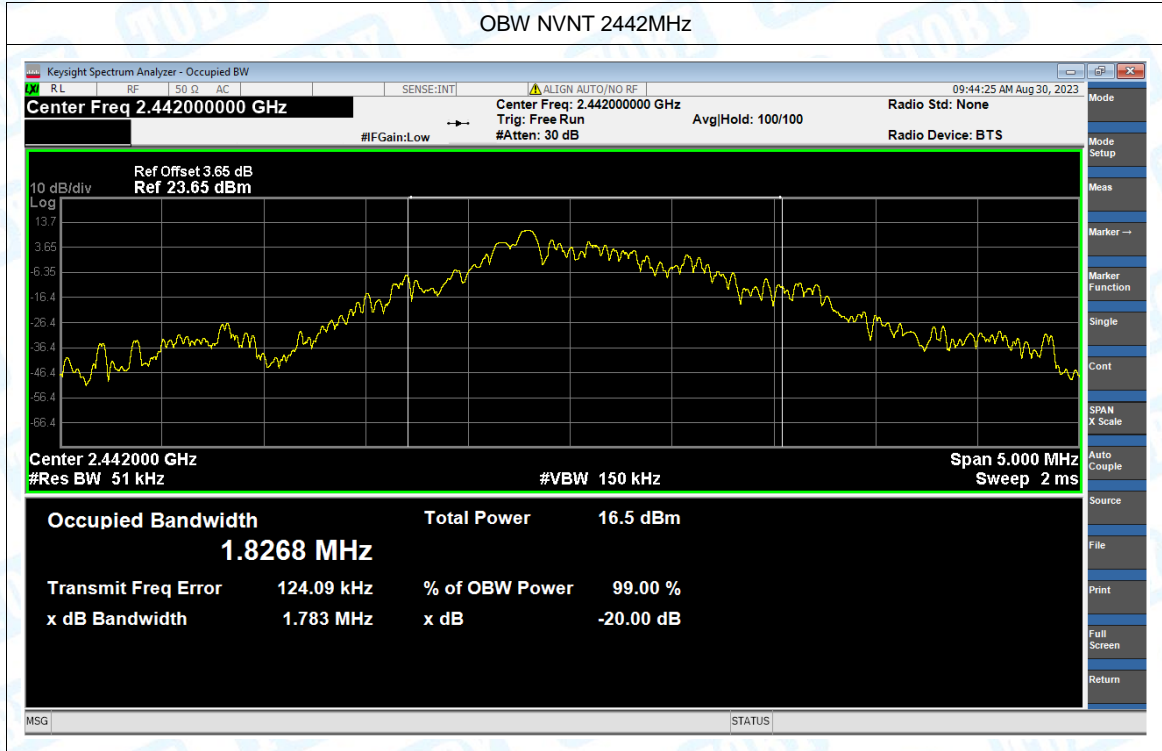 OBW NVNT 2442MHz
Keysight Spectrum Analyzer - Occupied BW
LXI RL RF 50 Ω AC SENSE:INT ALIGN AUTO/NO RF 09:44:25 AM Aug 30, 2023
Center Freq 2.442000000 GHz
Center Freq: 2.442000000 GHz
Radio Std: None
Trig: Free Run
Avg|Hold: 100/100
#IFGain:Low
#Atten: 30 dB
Radio Device: BTS
Ref Offset 3.65 dB
10 dB/div Ref 23.65 dBm
Log
13.7
3.65
-6.35
-16.4
-26.4
-36.4
-46.4
-56.4
-66.4
Center 2.442000 GHz
Span 5.000 MHz
#Res BW 51 kHz
#VBW 150 kHz
Sweep 2 ms
Occupied Bandwidth
Total Power 16.5 dBm
1.8268 MHz
Transmit Freq Error 124.09 kHz
% of OBW Power 99.00 %
x dB Bandwidth 1.783 MHz
x dB -20.00 dB
MSG
STATUS
Mode
Mode
Setup
Meas
Marker →
Marker
Function
Single
Cont
SPAN
X Scale
Auto
Couple
Source
File
Print
Full
Screen
Return
TOBY